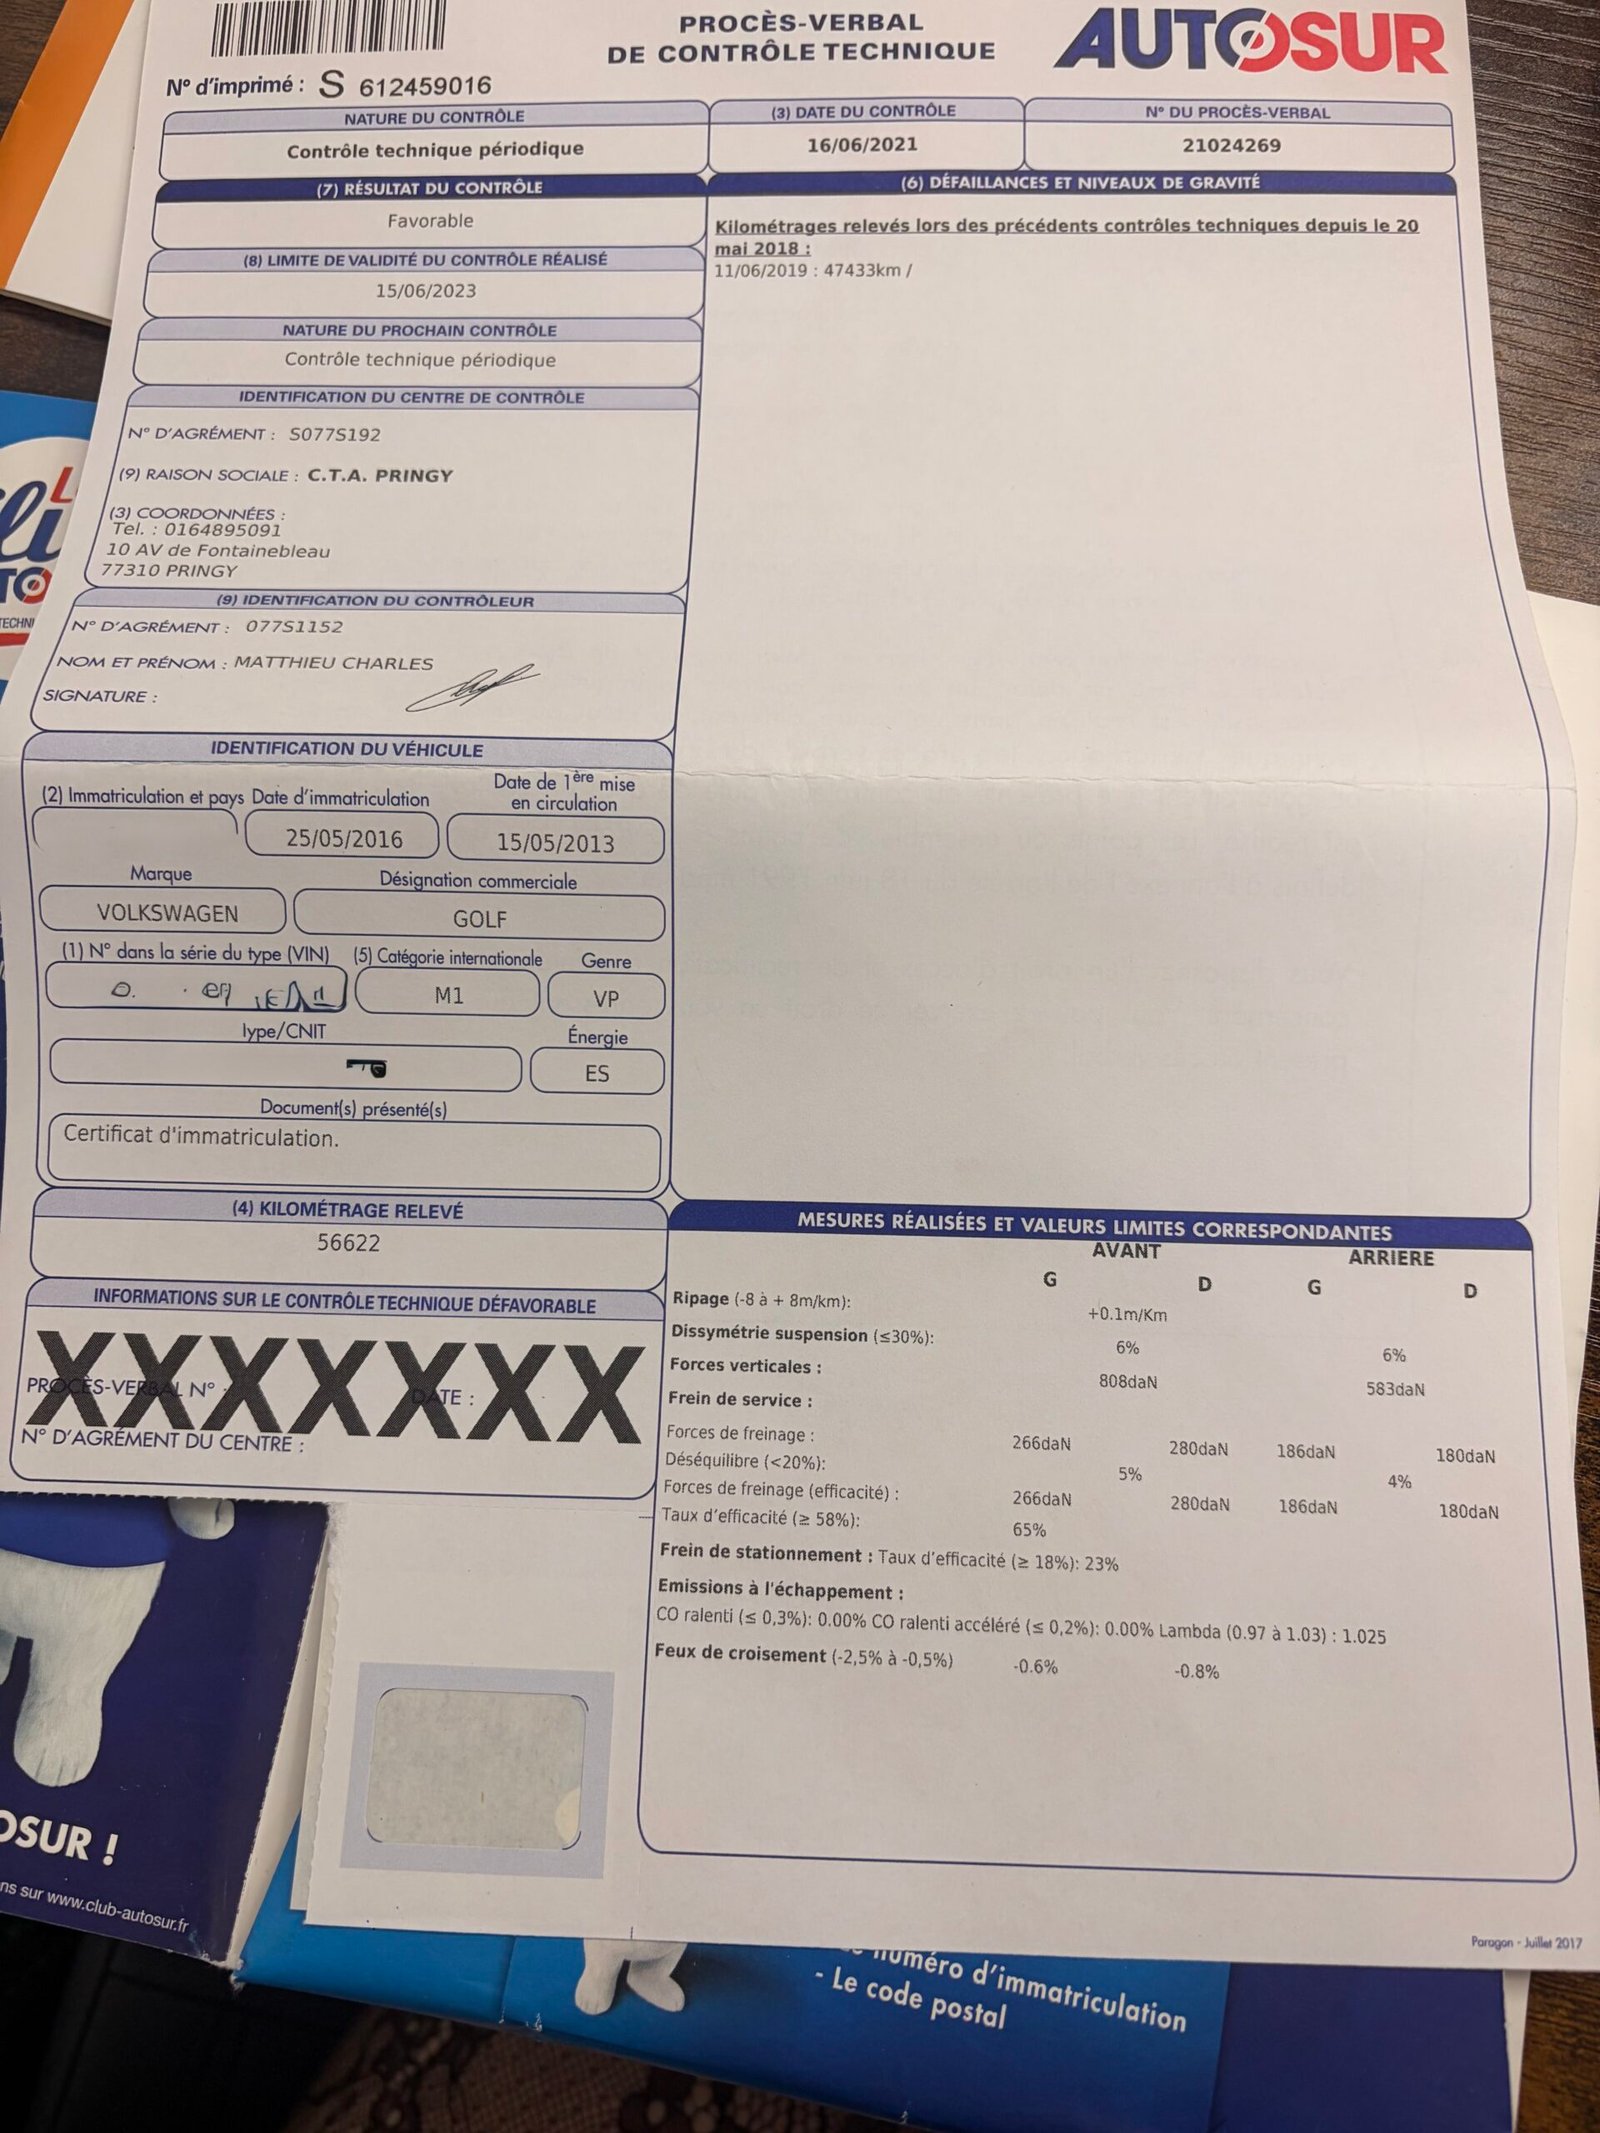 PROCÈS-VERBAL
DE CONTRÔLE TECHNIQUE
AUTOSUR
N° d'imprimé : S 612459016
NATURE DU CONTRÔLE
Contrôle technique périodique
(3) DATE DU CONTRÔLE
16/06/2021
N° DU PROCÈS-VERBAL
21024269
(7) RÉSULTAT DU CONTRÔLE
Favorable
(8) LIMITE DE VALIDITÉ DU CONTRÔLE RÉALISÉ
15/06/2023
NATURE DU PROCHAIN CONTRÔLE
Contrôle technique périodique
IDENTIFICATION DU CENTRE DE CONTRÔLE
N° D'AGRÉMENT : S077S192
(9) RAISON SOCIALE : C.T.A. PRINGY
(3) COORDONNÉES :
Tel. : 0164895091
10 AV de Fontainebleau
77310 PRINGY
(9) IDENTIFICATION DU CONTRÔLEUR
N° D'AGRÉMENT : 077S1152
NOM ET PRÉNOM : MATTHIEU CHARLES
SIGNATURE :
(6) DÉFAILLANCES ET NIVEAUX DE GRAVITÉ
Kilométrages relevés lors des précédents contrôles techniques depuis le 20
mai 2018 :
11/06/2019 : 47433km /
IDENTIFICATION DU VÉHICULE
(2) Immatriculation et pays
Date d'immatriculation
25/05/2016
Date de 1ère mise
en circulation
15/05/2013
Marque
VOLKSWAGEN
Désignation commerciale
GOLF
(1) N° dans la série du type (VIN)
(5) Catégorie internationale
M1
Genre
VP
Type/CNIT
Énergie
ES
Document(s) présenté(s)
Certificat d'immatriculation.
(4) KILOMÉTRAGE RELEVÉ
56622
INFORMATIONS SUR LE CONTRÔLE TECHNIQUE DÉFAVORABLE
XXXXXXX
PROCÈS-VERBAL N° : DATE :
N° D'AGRÉMENT DU CENTRE :
MESURES RÉALISÉES ET VALEURS LIMITES CORRESPONDANTES
AVANT ARRIERE
G D G D
Ripage (-8 à + 8m/km): +0.1m/Km
Dissymétrie suspension (≤30%): 6% 6%
Forces verticales : 808daN 583daN
Frein de service :
Forces de freinage : 266daN 280daN 186daN 180daN
Déséquilibre (<20%): 5% 4%
Forces de freinage (efficacité) : 266daN 280daN 186daN 180daN
Taux d'efficacité (≥ 58%): 65%
Frein de stationnement : Taux d'efficacité (≥ 18%): 23%
Emissions à l'échappement :
CO ralenti (≤ 0,3%): 0.00% CO ralenti accéléré (≤ 0,2%): 0.00% Lambda (0.97 à 1.03) : 1.025
Feux de croisement (-2,5% à -0,5%) -0.6% -0.8%
Paragon - Juillet 2017
OSUR !
ns sur www.club-autosur.fr
numéro d'immatriculation
- Le code postal